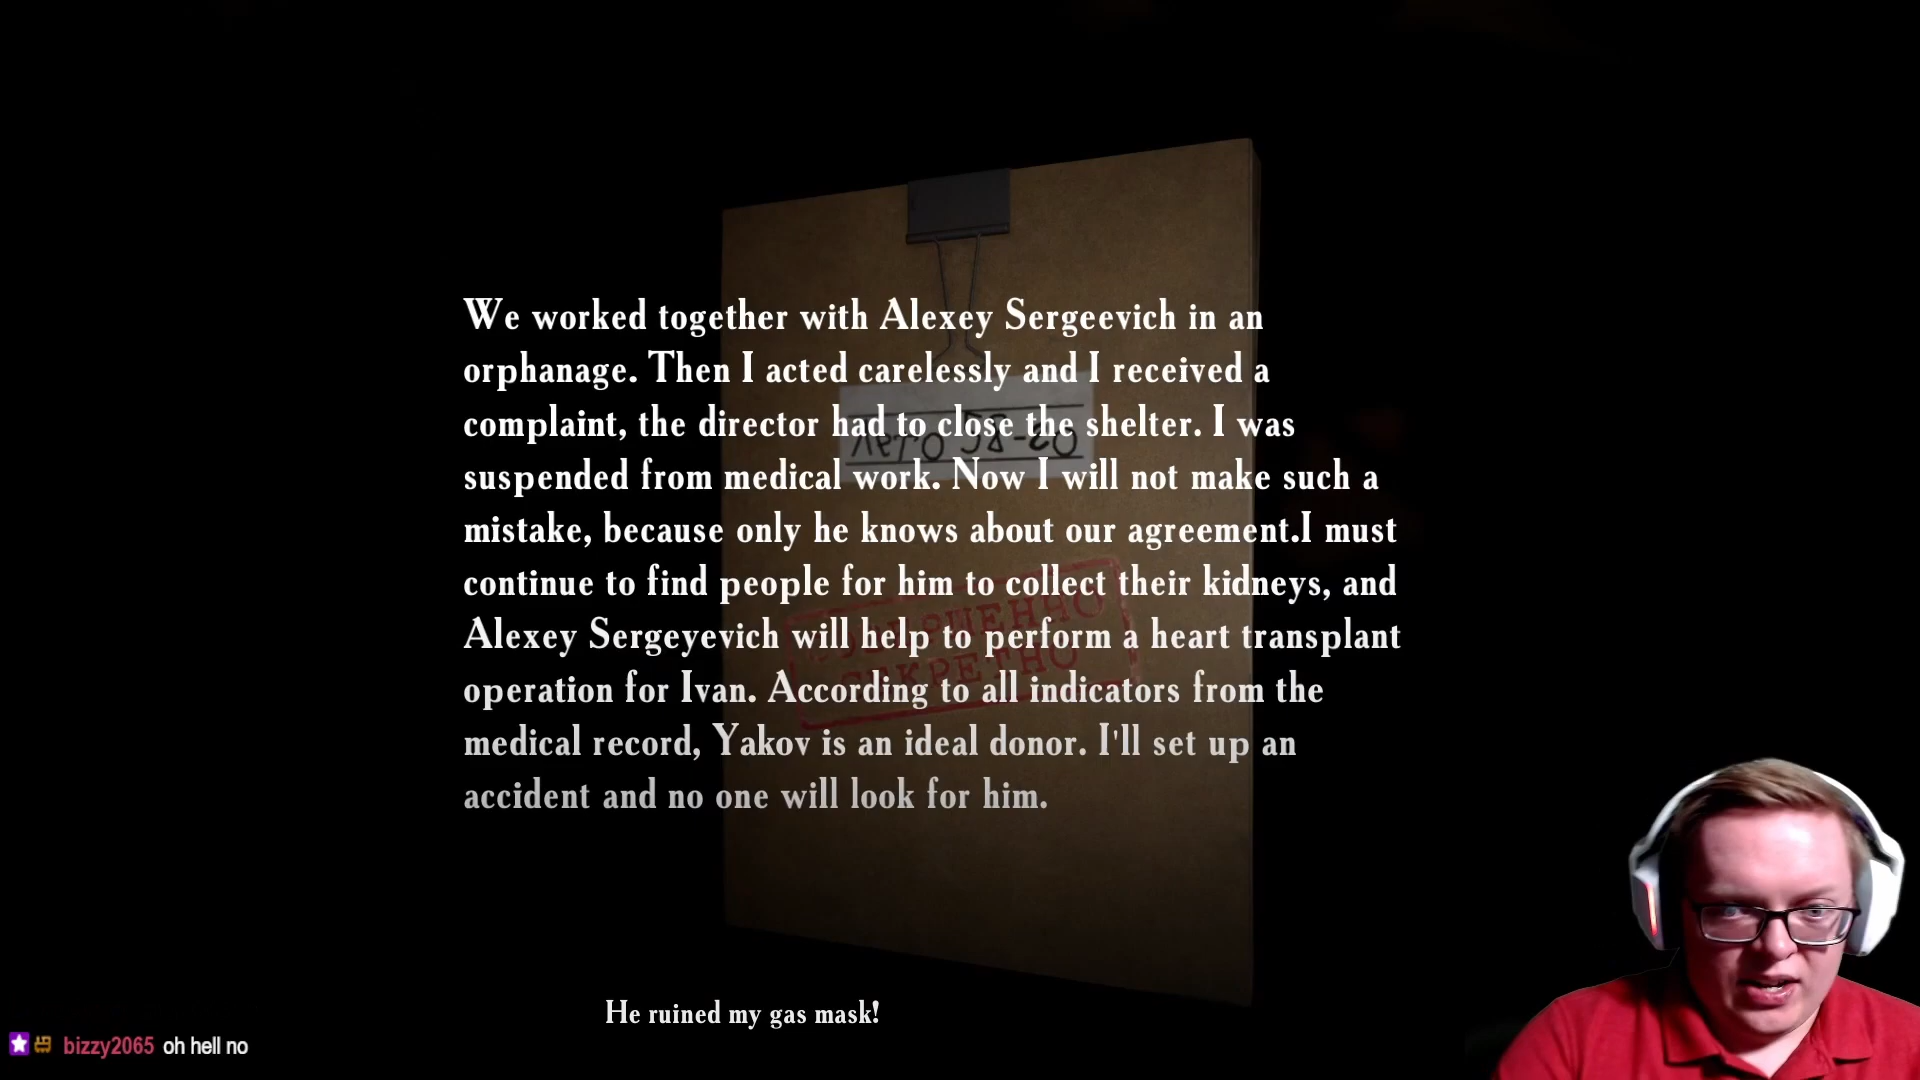 We worked together with Alexey Sergeevich in an
orphanage. Then I acted carelessly and I received a
complaint, the director had to close the shelter. I was
suspended from medical work. Now I will not make such a
mistake, because only he knows about our agreement.I must
continue to find people for him to collect their kidneys, and
Alexey Sergeyevich will help to perform a heart transplant
operation for Ivan. According to all indicators from the
medical record, Yakov is an ideal donor. I'll set up an
accident and no one will look for him.
He ruined my gas mask!
bizzy2065 oh hell no